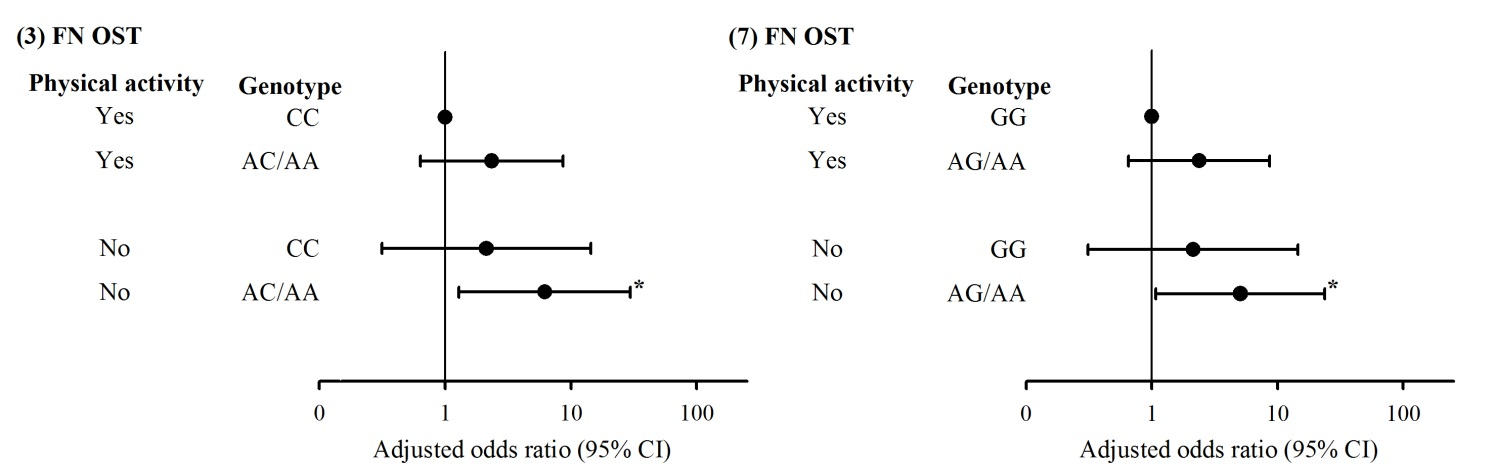 (3) FN OST
Physical activity Genotype
Yes CC
Yes AC/AA
No CC
No AC/AA *
0 1 10 100
Adjusted odds ratio (95% CI)
(7) FN OST
Physical activity Genotype
Yes GG
Yes AG/AA
No GG
No AG/AA *
0 1 10 100
Adjusted odds ratio (95% CI)